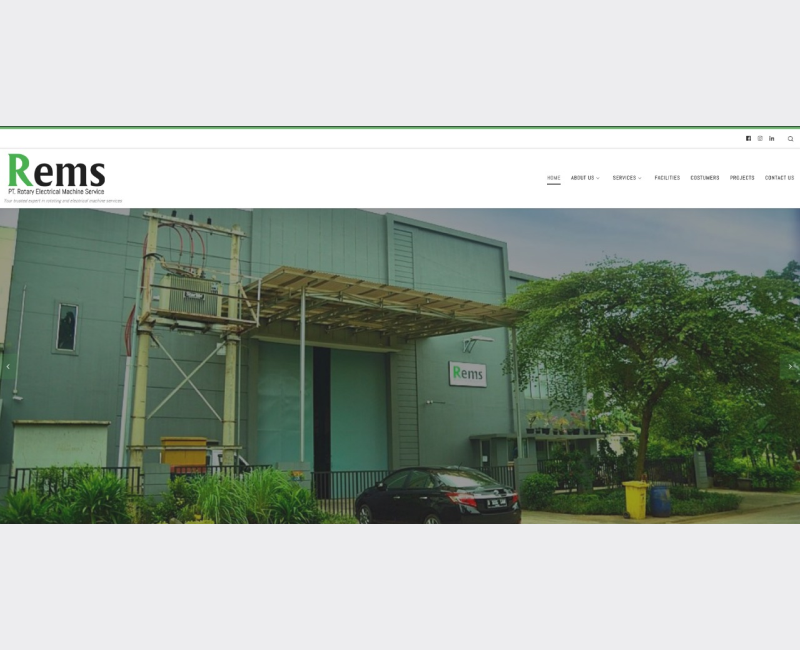 Rems
PT. Rotary Electrical Machine Service
Your trusted expert in rotating and electrical machine services
HOME ABOUT US SERVICES FACILITIES COSTUMERS PROJECTS CONTACT US
Rems